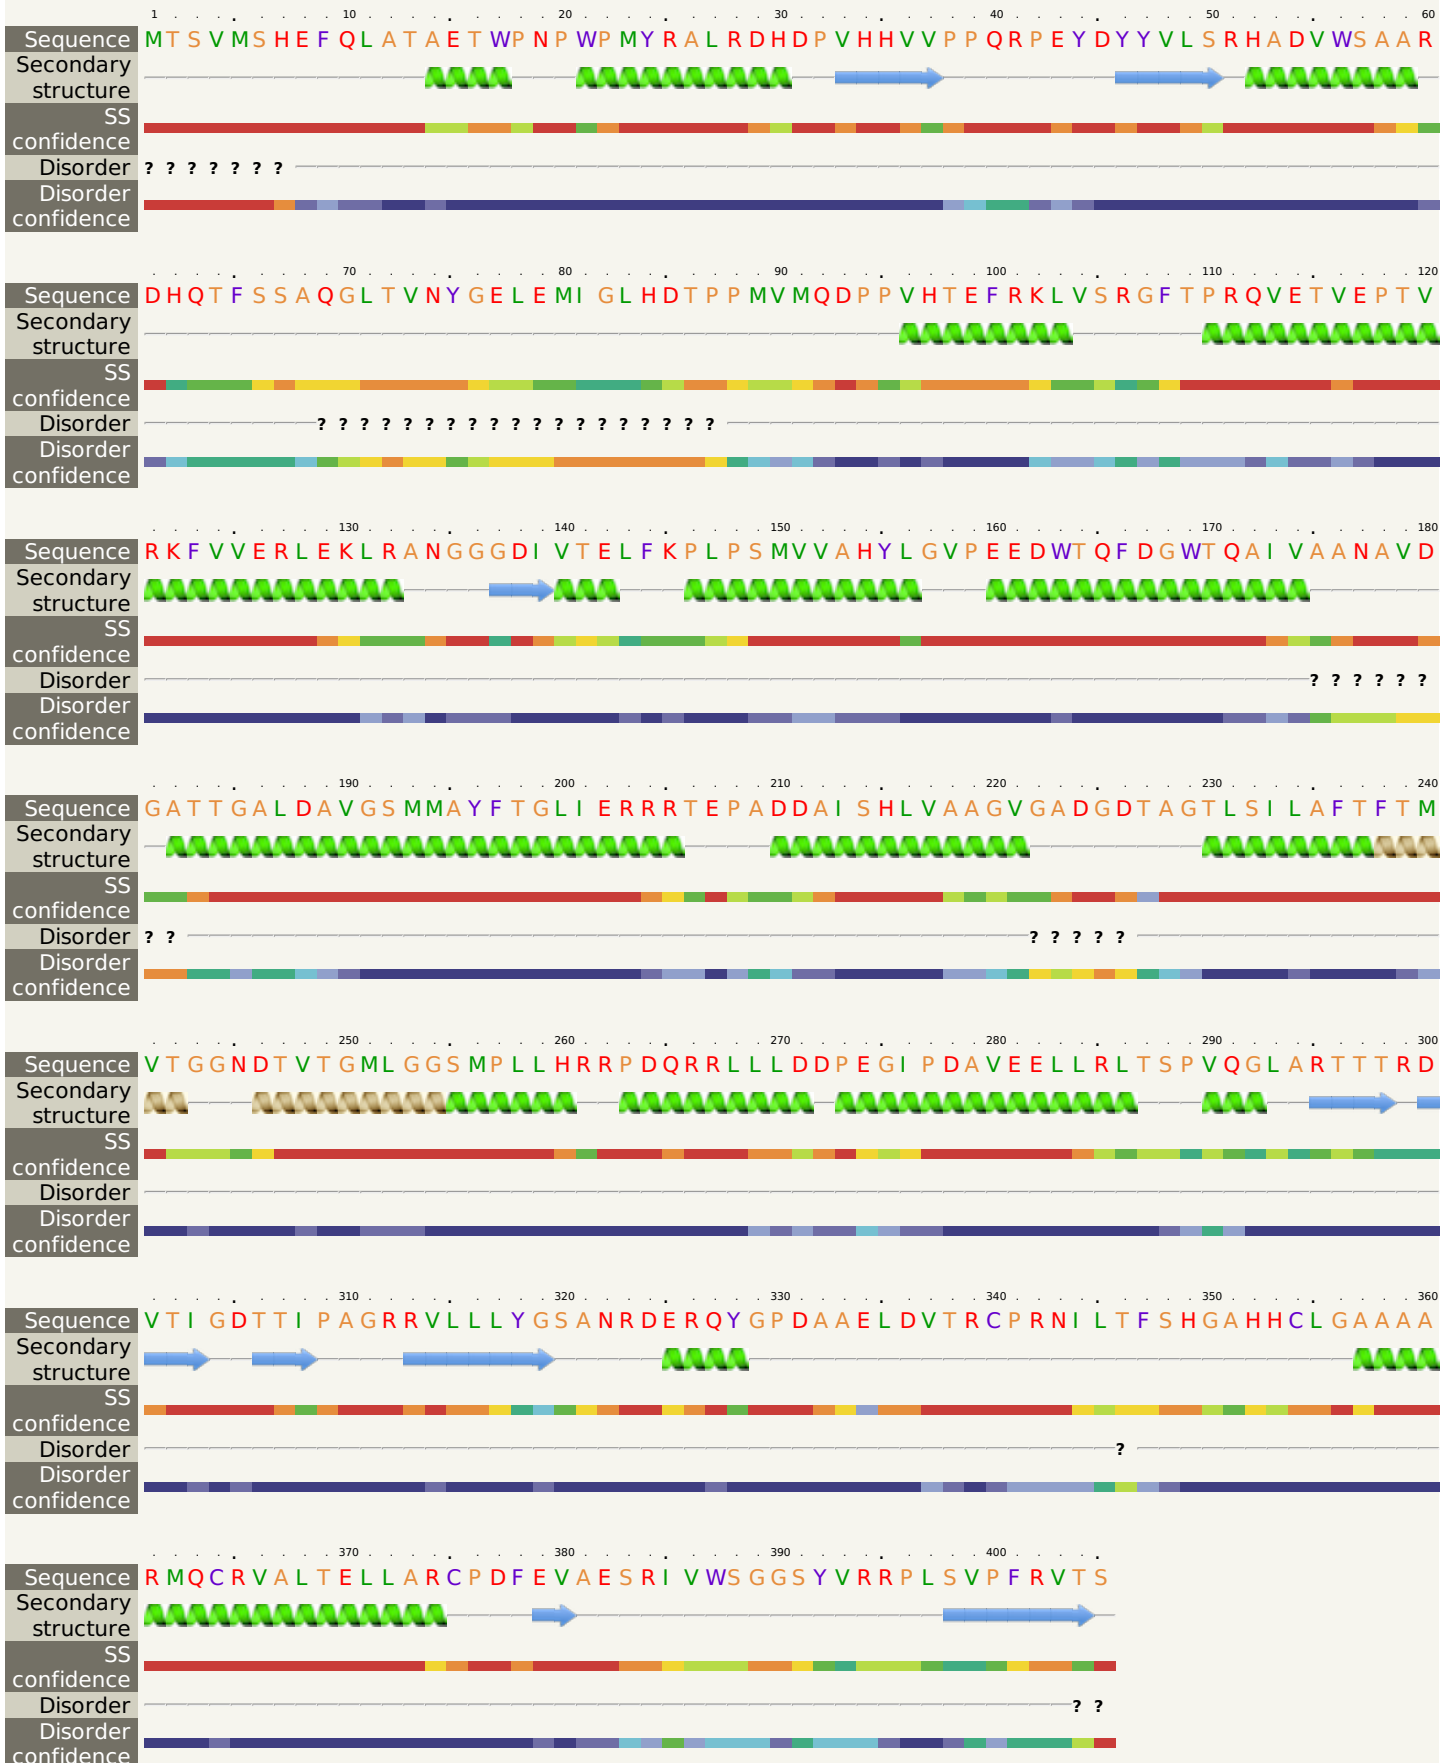 1 10 20 30 40 50 60
Sequence MTSVMSHEFQLATAETWPNPWPMYRALRDHDPVHHVVPPQRPEYDYYVLSRHADVWSAAR
Secondary
structure
SS
confidence
Disorder ? ? ? ? ? ? ?
Disorder
confidence
70 80 90 100 110 120
Sequence DHQTFSSAQGLTVNYGELEMIGLHDTPPMVMQDPPVHTEFRKLVSRGFTPRQVETVEPTV
Secondary
structure
SS
confidence
Disorder ? ? ? ? ? ? ? ? ? ? ? ? ? ? ? ? ? ? ?
Disorder
confidence
130 140 150 160 170 180
Sequence RKFVVERLEKLRANGGGDIVTELFKPLPSMVVAHYLGVPEEDWTQFDGWTQAIVAANAVD
Secondary
structure
SS
confidence
Disorder ? ? ? ? ? ?
Disorder
confidence
190 200 210 220 230 240
Sequence GATTGALDAVGSMMAYFTGLIERRRTEPADDAISHLVAAGVGADGDTAGTLSILAFTFTM
Secondary
structure
SS
confidence
Disorder ? ? ? ? ? ? ?
Disorder
confidence
250 260 270 280 290 300
Sequence VTGGNDTVTGMLGGSMPLLHRRPDQRRLLLDDPEGIPDAVEELLRLTSPVQGLARTTTRD
Secondary
structure
SS
confidence
Disorder
Disorder
confidence
310 320 330 340 350 360
Sequence VTIGDTTIPAGRRVLLLYGSANRDERQYGPDAAELDVTRCPRNILTFSHGAHHCLGAAAA
Secondary
structure
SS
confidence
Disorder ?
Disorder
confidence
370 380 390 400
Sequence RMQCRVALTELLARCPDFEVAESRIVWSGGSYVRRPLSVPFRVTS
Secondary
structure
SS
confidence
Disorder ? ?
Disorder
confidence